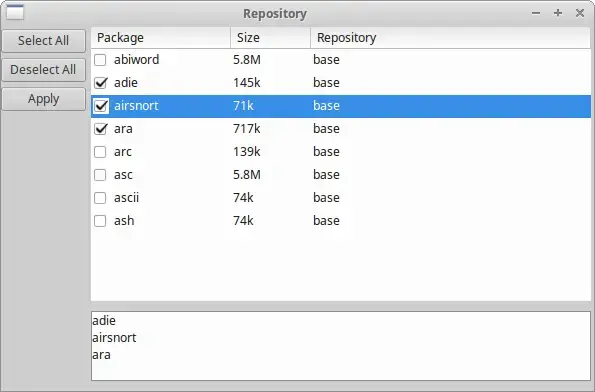 Repository
Select All
Deselect All
Apply
Package Size Repository
abiword 5.8M base
adie 145k base
airsnort 71k base
ara 717k base
arc 139k base
asc 5.8M base
ascii 74k base
ash 74k base
adie
airsnort
ara